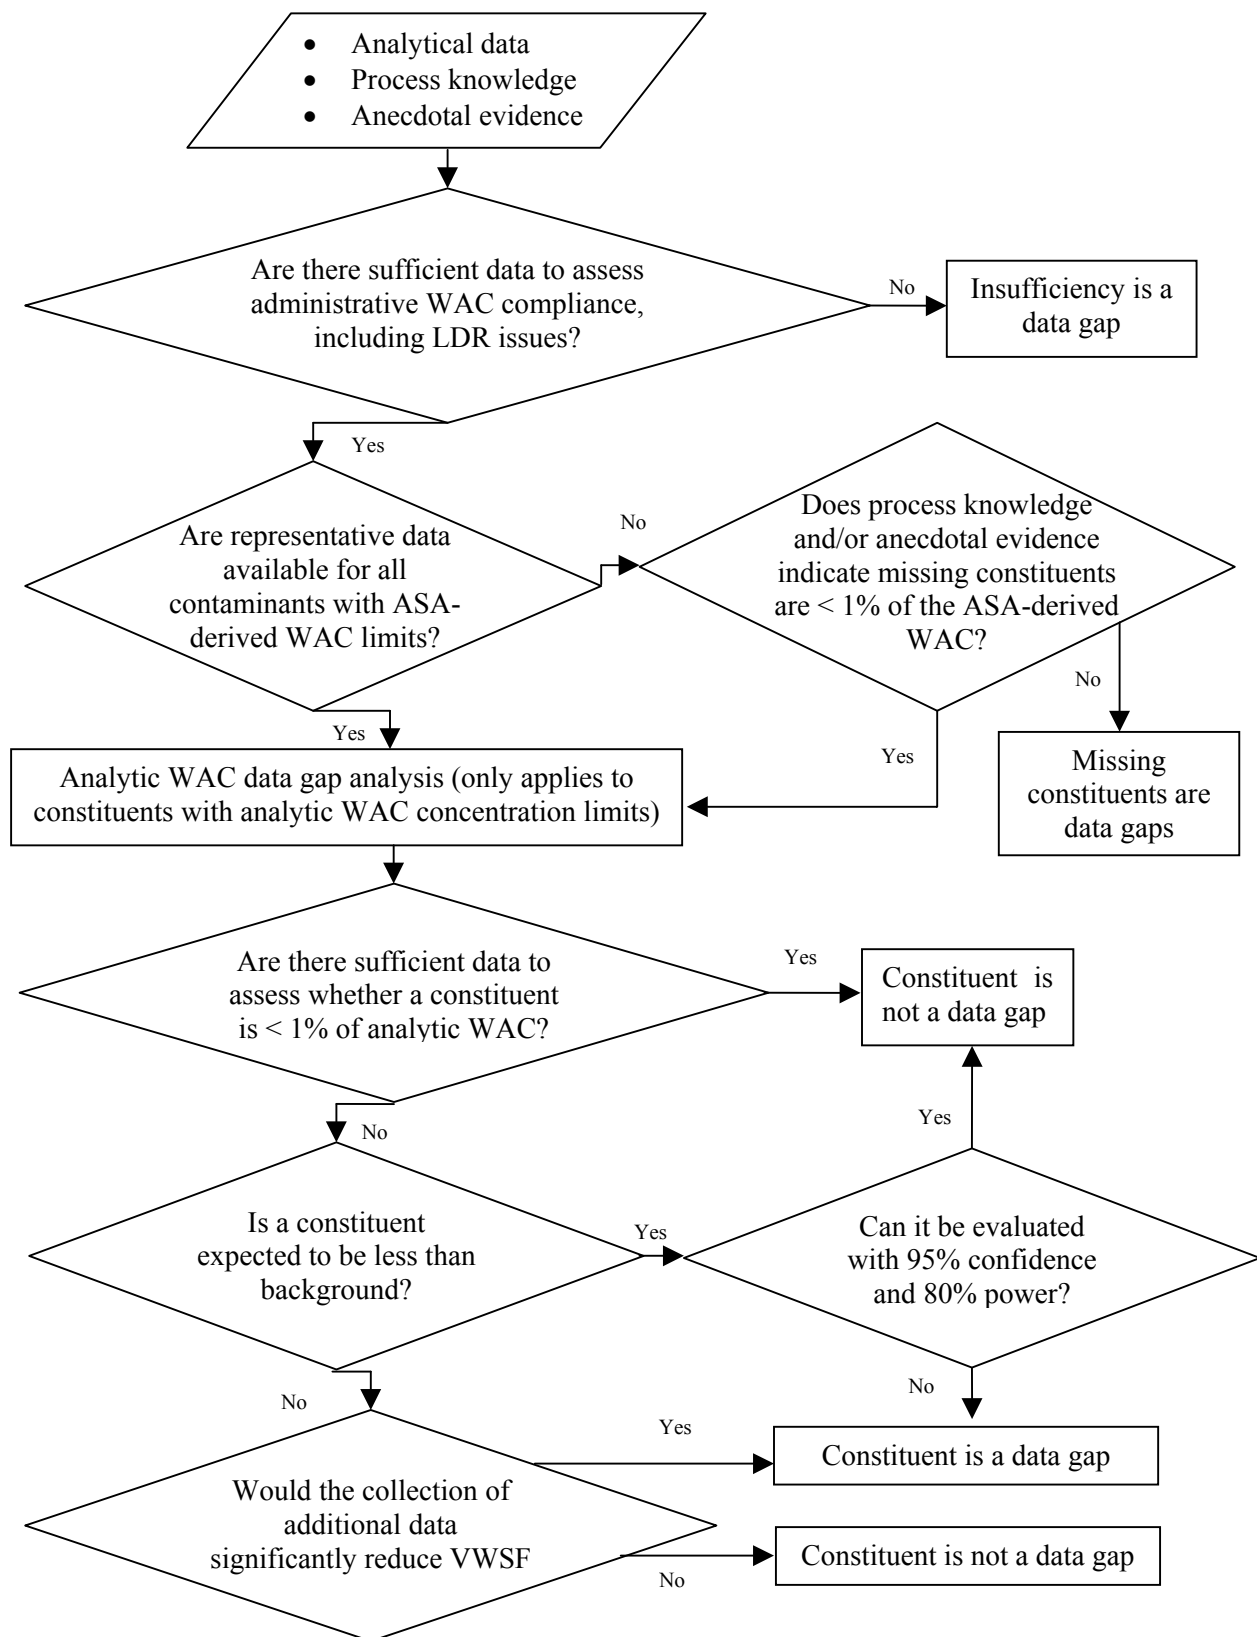 • Analytical data
• Process knowledge
• Anecdotal evidence
Are there sufficient data to assess
administrative WAC compliance,
including LDR issues?
No
Insufficiency is a
data gap
Yes
Are representative data
available for all
contaminants with ASA-
derived WAC limits?
No
Does process knowledge
and/or anecdotal evidence
indicate missing constituents
are < 1% of the ASA-derived
WAC?
No
Missing
constituents are
data gaps
Yes
Yes
Analytic WAC data gap analysis (only applies to
constituents with analytic WAC concentration limits)
Are there sufficient data to
assess whether a constituent
is < 1% of analytic WAC?
Yes
Constituent is
not a data gap
No
Is a constituent
expected to be less than
background?
Yes
Can it be evaluated
with 95% confidence
and 80% power?
Yes
No
No
Would the collection of
additional data
significantly reduce VWSF
Yes
Constituent is a data gap
No
Constituent is not a data gap